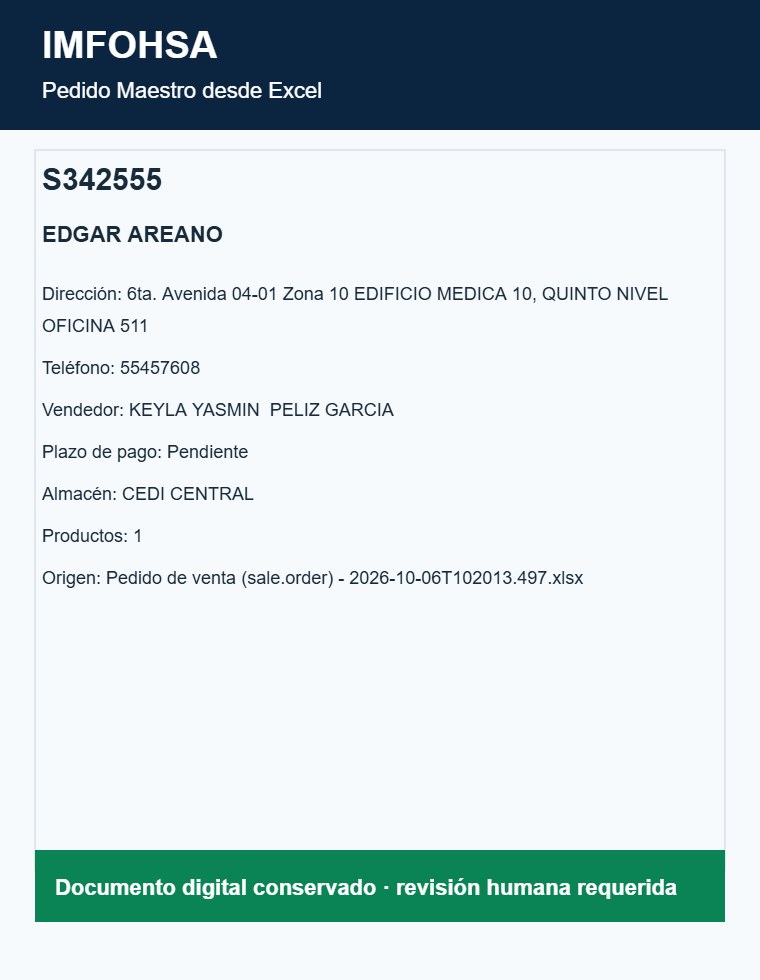 IMFOHSA
Pedido Maestro desde Excel
S342555
EDGAR AREANO
Dirección: 6ta. Avenida 04-01 Zona 10 EDIFICIO MEDICA 10, QUINTO NIVEL
OFICINA 511
Teléfono: 55457608
Vendedor: KEYLA YASMIN  PELIZ GARCIA
Plazo de pago: Pendiente
Almacén: CEDI CENTRAL
Productos: 1
Origen: Pedido de venta (sale.order) - 2026-10-06T102013.497.xlsx
Documento digital conservado · revisión humana requerida